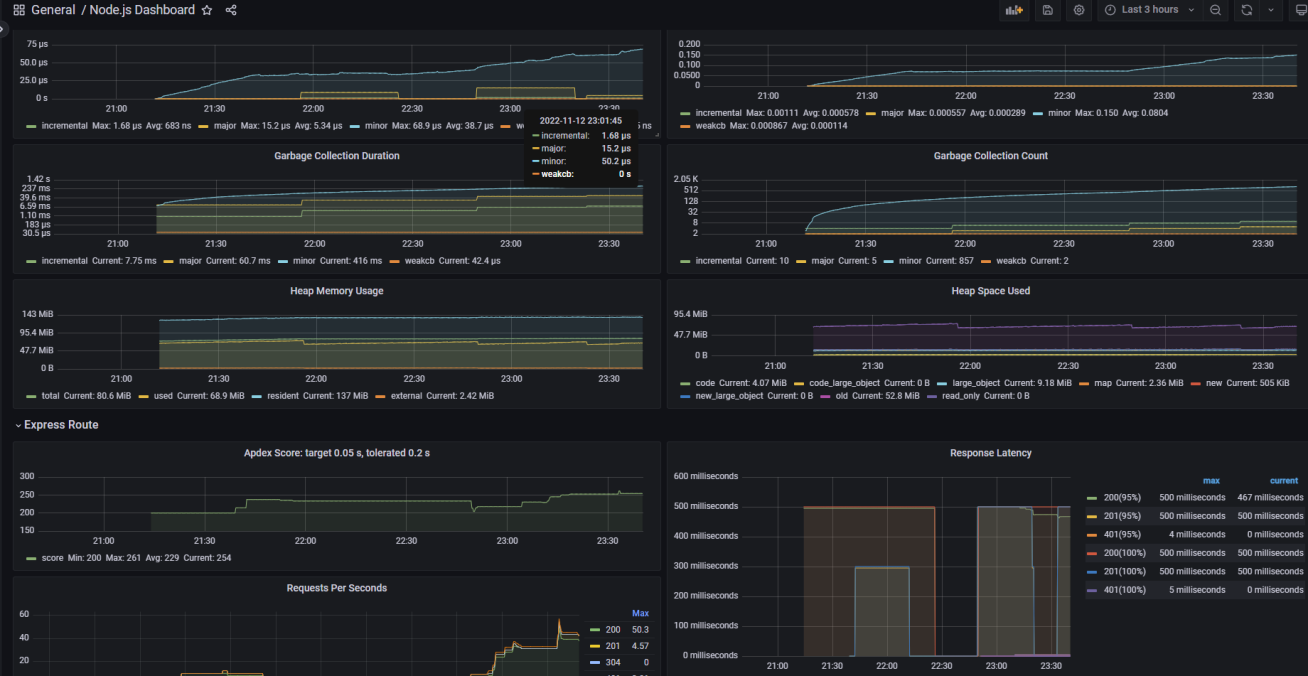 General / Node.js Dashboard
Last 3 hours
75 µs
50.0 µs
25.0 µs
0 s
21:00 21:30 22:00 22:30 23:00 23:30
incremental Max: 1.68 µs Avg: 683 ns major Max: 15.2 µs Avg: 5.34 µs minor Max: 68.9 µs Avg: 38.7 µs
ns
2022-11-12 23:01:45
incremental: 1.68 µs
major: 15.2 µs
minor: 50.2 µs
weakcb: 0 s
0.200
0.150
0.100
0.0500
0
21:00 21:30 22:00 22:30 23:00 23:30
incremental Max: 0.00111 Avg: 0.000578 major Max: 0.000557 Avg: 0.000289 minor Max: 0.150 Avg: 0.0804
weakcb Max: 0.000867 Avg: 0.000114
Garbage Collection Duration
1.42 s
237 ms
39.6 ms
6.59 ms
1.10 ms
183 µs
30.5 µs
21:00 21:30 22:00 22:30 23:00 23:30
incremental Current: 7.75 ms major Current: 60.7 ms minor Current: 416 ms weakcb Current: 42.4 µs
Garbage Collection Count
2.05 K
512
128
32
8
2
21:00 21:30 22:00 22:30 23:00 23:30
incremental Current: 10 major Current: 5 minor Current: 857 weakcb Current: 2
Heap Memory Usage
143 MiB
95.4 MiB
47.7 MiB
0 B
21:00 21:30 22:00 22:30 23:00 23:30
total Current: 80.6 MiB used Current: 68.9 MiB resident Current: 137 MiB external Current: 2.42 MiB
Heap Space Used
95.4 MiB
47.7 MiB
0 B
21:00 21:30 22:00 22:30 23:00 23:30
code Current: 4.07 MiB code_large_object Current: 0 B large_object Current: 9.18 MiB map Current: 2.36 MiB new Current: 505 KiB
new_large_object Current: 0 B old Current: 52.8 MiB read_only Current: 0 B
Express Route
Apdex Score: target 0.05 s, tolerated 0.2 s
300
250
200
150
21:00 21:30 22:00 22:30 23:00 23:30
score Min: 200 Max: 261 Avg: 229 Current: 254
Response Latency
600 milliseconds
500 milliseconds
400 milliseconds
300 milliseconds
200 milliseconds
100 milliseconds
0 milliseconds
21:00 21:30 22:00 22:30 23:00 23:30
max current
200(95%) 500 milliseconds 467 milliseconds
201(95%) 500 milliseconds 500 milliseconds
401(95%) 4 milliseconds 0 milliseconds
200(100%) 500 milliseconds 500 milliseconds
201(100%) 500 milliseconds 500 milliseconds
401(100%) 5 milliseconds 0 milliseconds
Requests Per Seconds
60
40
20
Max
200 50.3
201 4.57
304 0